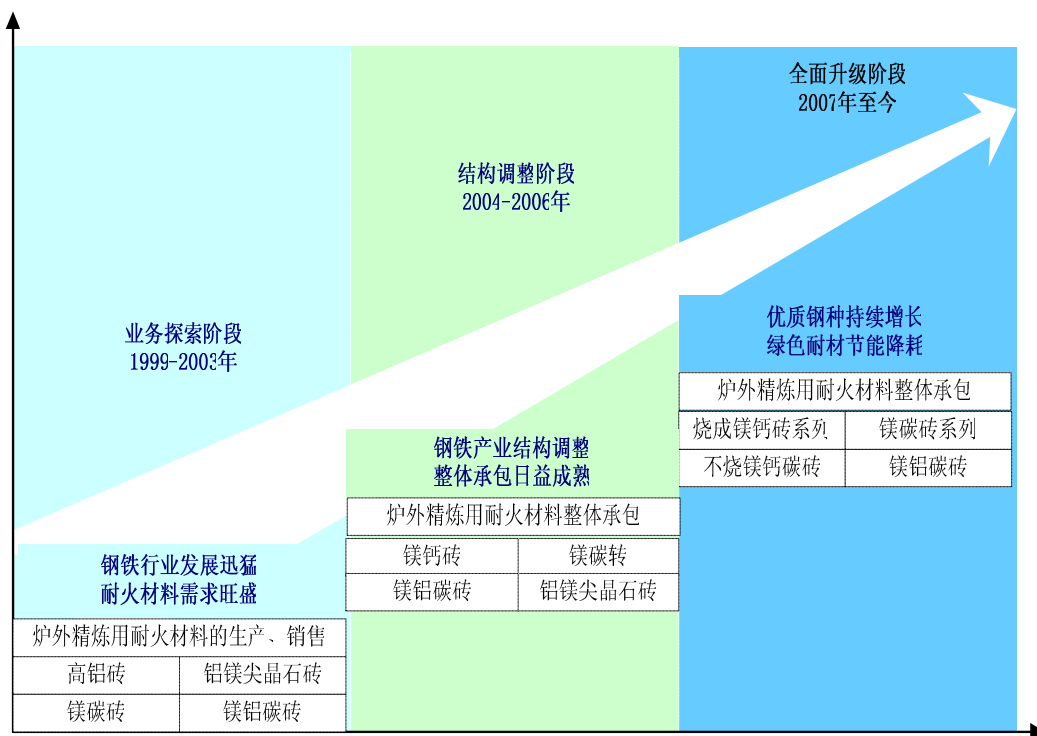 全面升级阶段
2007年至今
结构调整阶段
2004-2006年
业务探索阶段
1999-2003年
优质钢种持续增长
绿色耐材节能降耗
炉外精炼用耐火材料整体承包
烧成镁钙砖系列 镁碳砖系列
不烧镁钙碳砖 镁铝碳砖
钢铁产业结构调整
整体承包日益成熟
炉外精炼用耐火材料整体承包
镁钙砖 镁碳转
镁铝碳砖 铝镁尖晶石砖
钢铁行业发展迅猛
耐火材料需求旺盛
炉外精炼用耐火材料的生产、销售
高铝砖 铝镁尖晶石砖
镁碳砖 镁铝碳砖